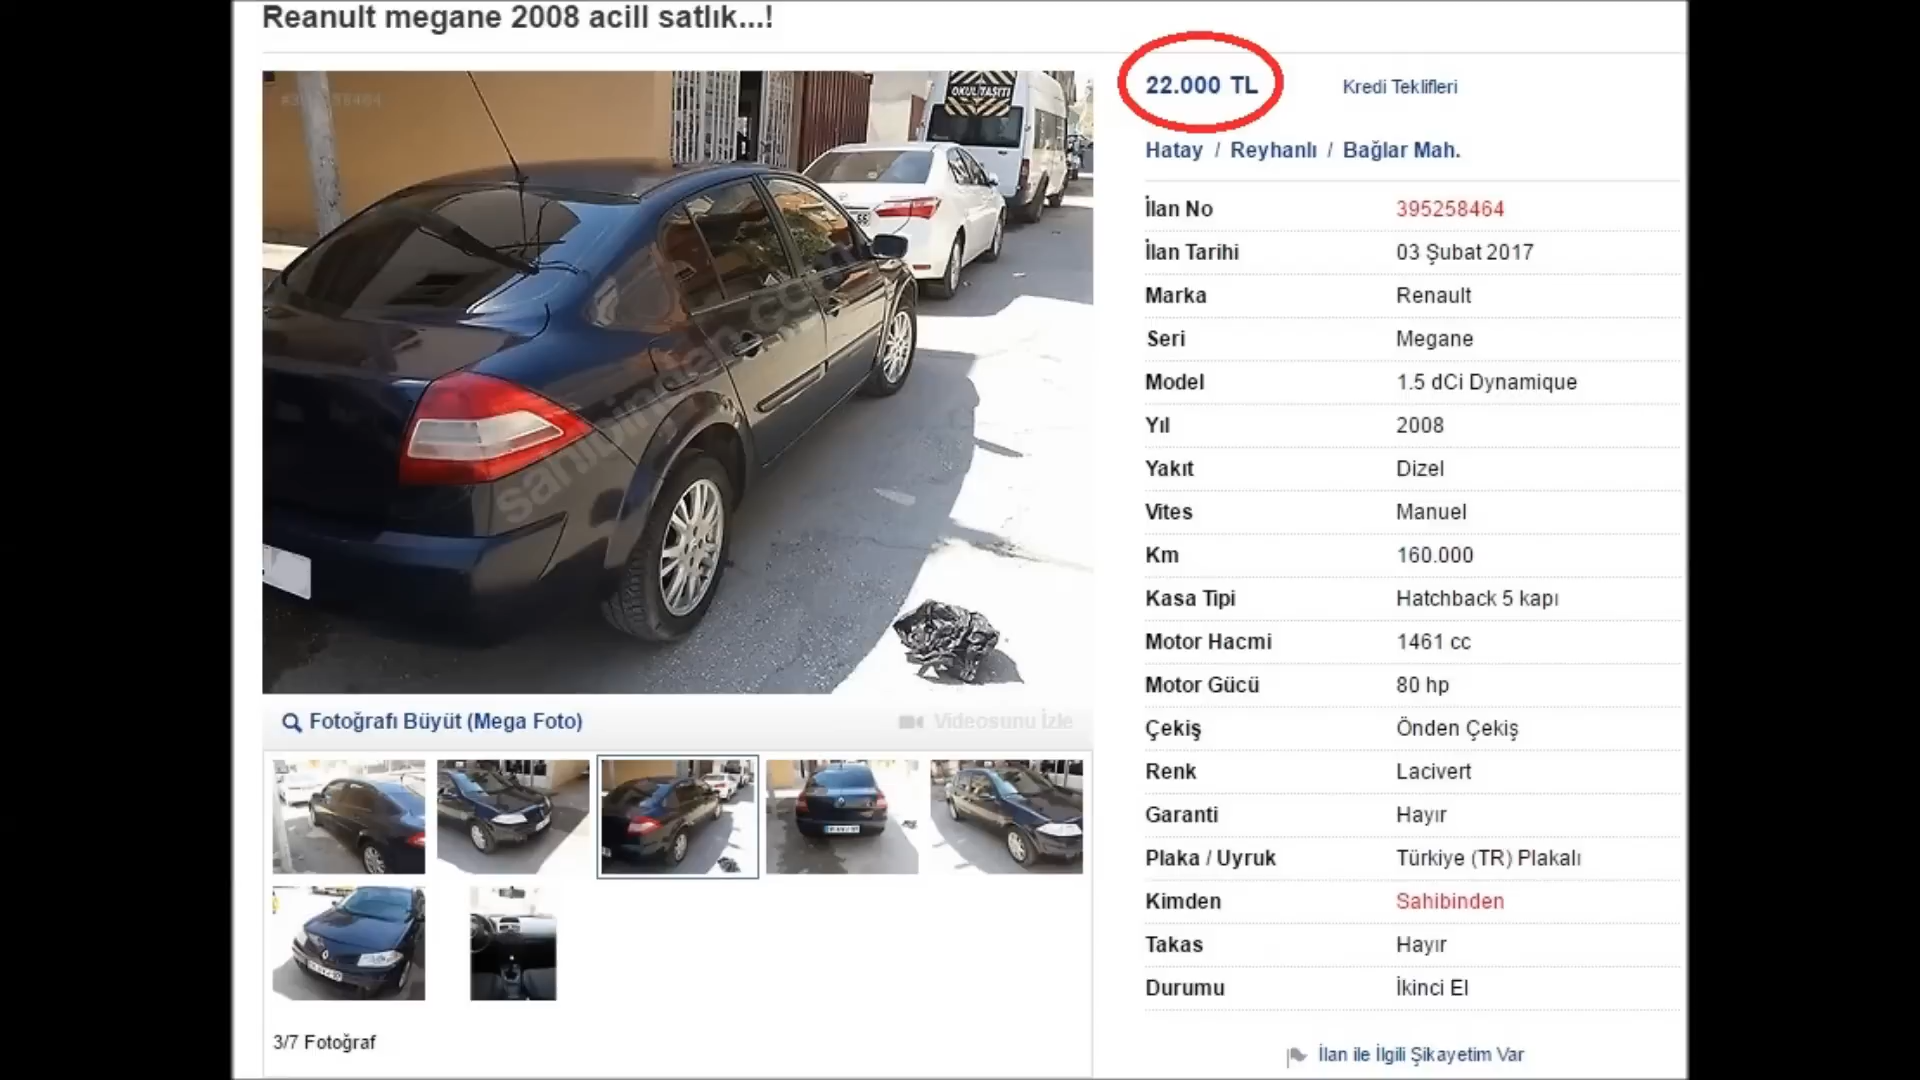 Reanult megane 2008 acill satlık...!
OKUL TAŞITI
sahibinden.com
Fotoğrafı Büyüt (Mega Foto)
Videosunu İzle
3/7 Fotoğraf
22.000 TL
Kredi Teklifleri
Hatay / Reyhanlı / Bağlar Mah.
İlan No 395258464
İlan Tarihi 03 Şubat 2017
Marka Renault
Seri Megane
Model 1.5 dCi Dynamique
Yıl 2008
Yakıt Dizel
Vites Manuel
Km 160.000
Kasa Tipi Hatchback 5 kapı
Motor Hacmi 1461 cc
Motor Gücü 80 hp
Çekiş Önden Çekiş
Renk Lacivert
Garanti Hayır
Plaka / Uyruk Türkiye (TR) Plakalı
Kimden Sahibinden
Takas Hayır
Durumu İkinci El
İlan ile İlgili Şikayetim Var